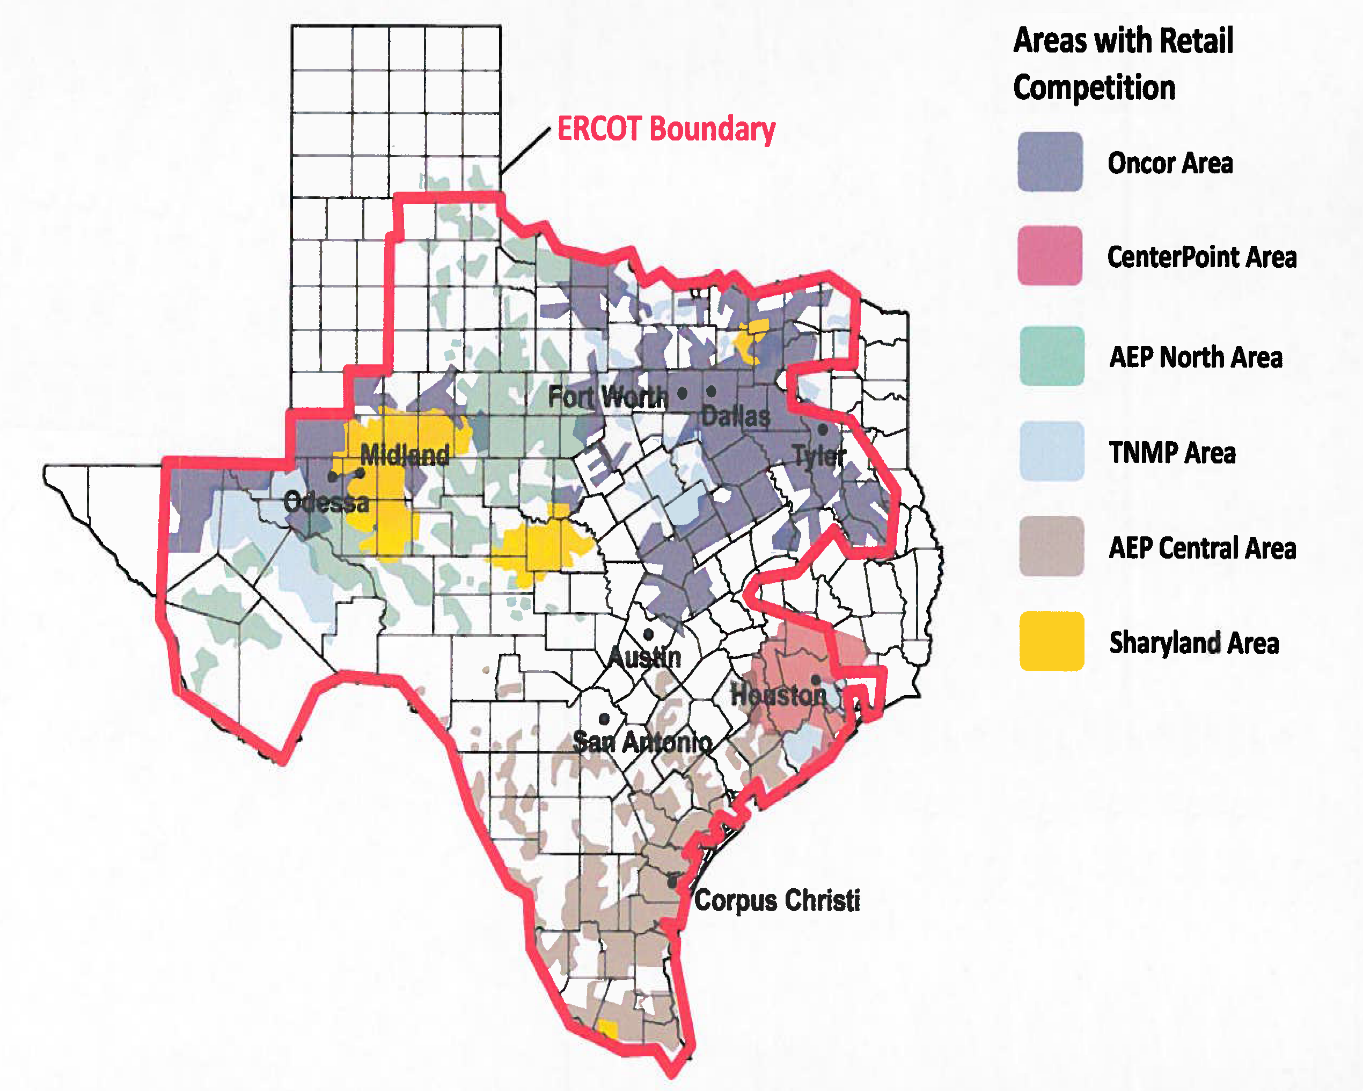 Areas with Retail
Competition
ERCOT Boundary
Oncor Area
CenterPoint Area
AEP North Area
TNMP Area
AEP Central Area
Sharyland Area
Fort Worth
Dallas
Tyler
Midland
Odessa
Austin
Houston
San Antonio
Corpus Christi